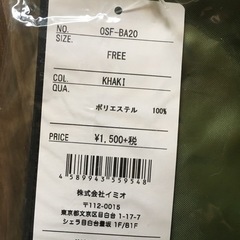 NO. OSF-BA20
SIZE.
FREE
COL. KHAKI
QUA.
ポリエステル 100%
PRICE ¥1,500+税
4589943559548
株式会社イミオ
〒112-0015
東京都文京区目白台1-17-7
シェラ目白台壹坂 1F/B1F